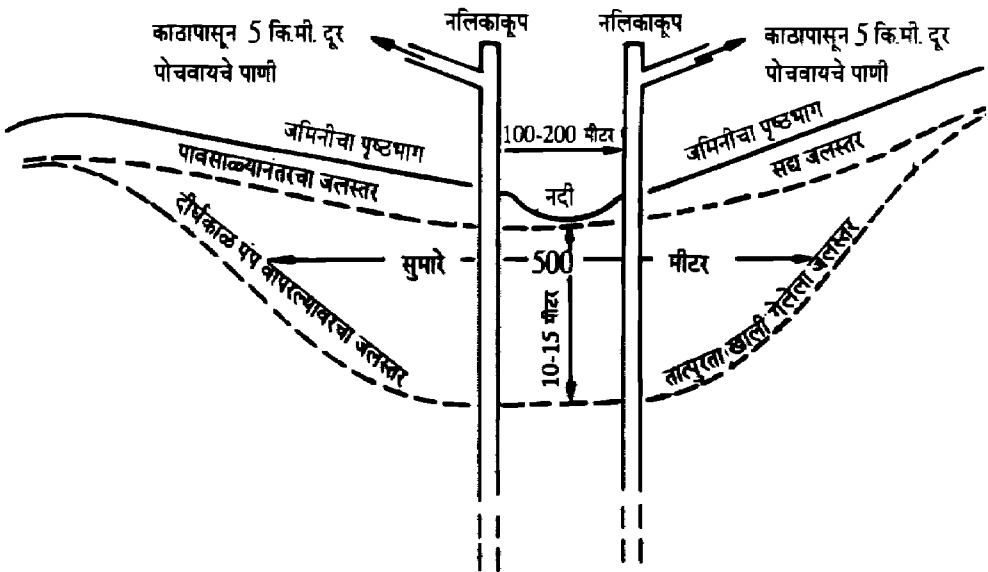 नलिकाकूप
नलिकाकूप
काठापासून 5 कि.मी. दूर
पोचवायचे पाणी
काठापासून 5 कि.मी. दूर
पोचवायचे पाणी
जमिनीचा पृष्ठभाग
100-200 मीटर
जमिनीचा पृष्ठभाग
पावसाळ्यानंतरचा जलस्तर
नदी
सद्य जलस्तर
दीर्घकाळ पंप वापरल्यावरचा जलस्तर
सुमारे 500 मीटर
10-15 मीटर
तात्पुरता खाली गेलेला जलस्तर